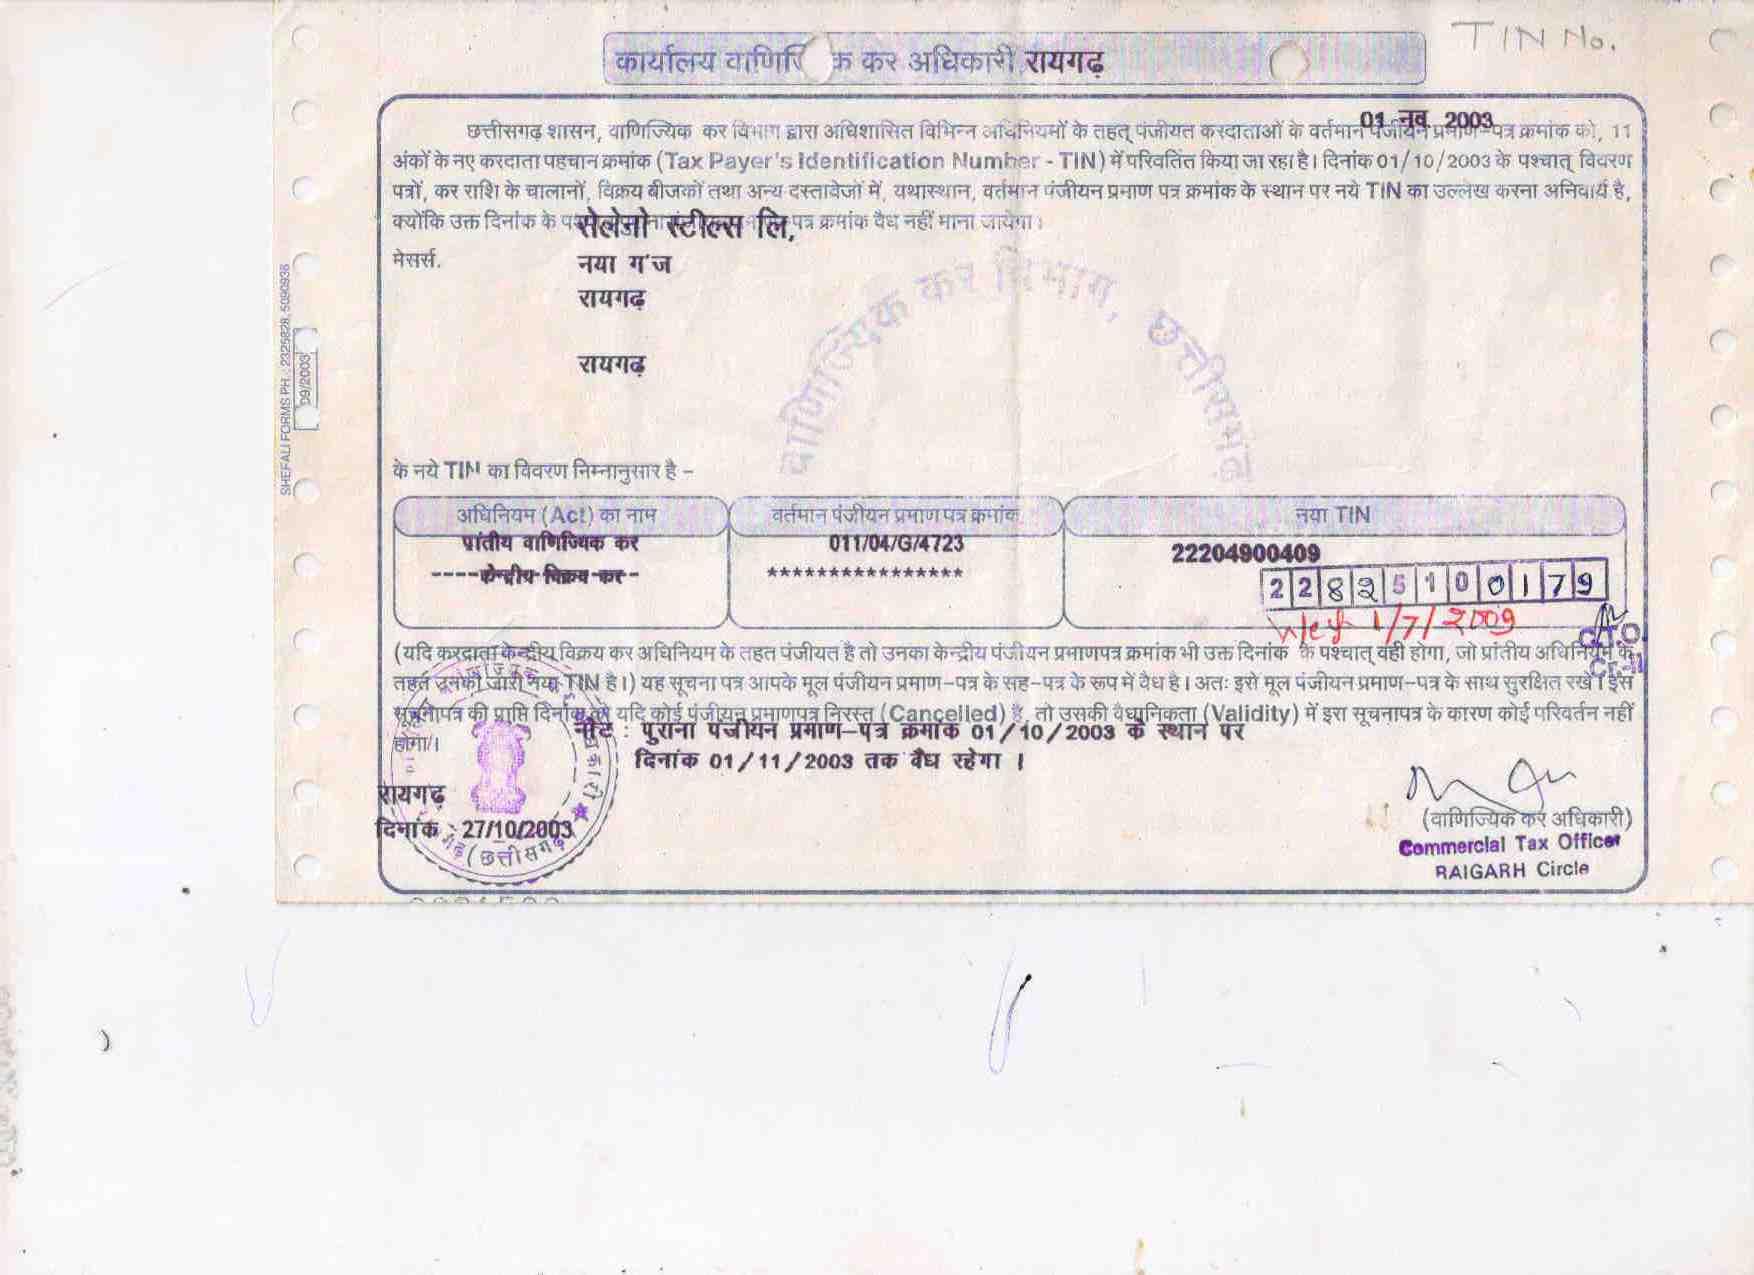 TIN No.
कार्यालय वाणिज्यिक कर अधिकारी रायगढ़
01 नव 2003
छत्तीसगढ़ शासन, वाणिज्यिक कर विभाग द्वारा अधिशासित विभिन्न अधिनियमों के तहत् पंजीयत करदाताओं के वर्तमान पंजीयन प्रमाण-पत्र क्रमांक को, 11
अंकों के नए करदाता पहचान क्रमांक (Tax Payer's Identification Number - TIN) में परिवर्तित किया जा रहा है। दिनांक 01/10/2003 के पश्चात् विवरण
पत्रों, कर राशि के चालानों, विक्रय बीजकों तथा अन्य दस्तावेजों में, यथास्थान, वर्तमान पंजीयन प्रमाण पत्र क्रमांक के स्थान पर नये TIN का उल्लेख करना अनिवार्य है,
क्योंकि उक्त दिनांक के पत्र क्रमांक वैध नहीं माना जायेगा।
सेलेनो स्टील्स लि.
मेसर्स.
नया गंज
रायगढ़
रायगढ़
वाणिज्यिक कर विभाग, छत्तीसगढ़
SHEFALI FORMS PH.: 2325828, 5090936
09/2003
के नये TIN का विवरण निम्नानुसार है –
अधिनियम (Act) का नाम वर्तमान पंजीयन प्रमाण पत्र क्रमांक नया TIN
प्रांतीय वाणिज्यिक कर 011/04/G/4723 22204900409
----केन्द्रीय विक्रय कर-- ****************
22825100179
1/7/2009
CTO
(यदि करदाता केन्द्रीय विक्रय कर अधिनियम के तहत पंजीयत है तो उनका केन्द्रीय पंजीयन प्रमाणपत्र क्रमांक भी उक्त दिनांक के पश्चात् वही होगा, जो प्रांतीय अधिनियम के
तहत उनको जारी नया TIN है।) यह सूचना पत्र आपके मूल पंजीयन प्रमाण-पत्र के सह-पत्र के रूप में वैध है। अतः इसे मूल पंजीयन प्रमाण-पत्र के साथ सुरक्षित रखें। इस
सूचनापत्र की प्राप्ति दिनांक को यदि कोई पंजीयन प्रमाणपत्र निरस्त (Cancelled) है, तो उसकी वैधानिकता (Validity) में इस सूचनापत्र के कारण कोई परिवर्तन नहीं
होगा।
नोट : पुराना पंजीयन प्रमाण-पत्र क्रमांक 01/10/2003 के स्थान पर
दिनांक 01/11/2003 तक वैध रहेगा ।
रायगढ़
दिनांक : 27/10/2003
(छत्तीसगढ़)
(वाणिज्यिक कर अधिकारी)
Commercial Tax Officer
RAIGARH Circle